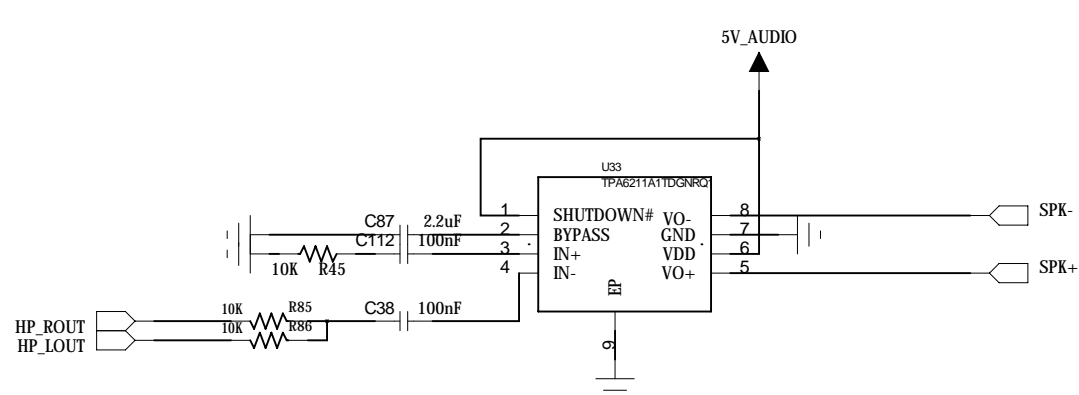 5V_AUDIO
U33
TPA6211A1TDGNRQ1
1 SHUTDOWN# VO- 8 SPK-
C87 2.2uF 2 BYPASS GND 7
C112 100nF 3 IN+ VDD 6
10K R45 4 IN- VO+ 5 SPK+
EP
C38 100nF
10K R85
HP_ROUT
10K R86
HP_LOUT
9